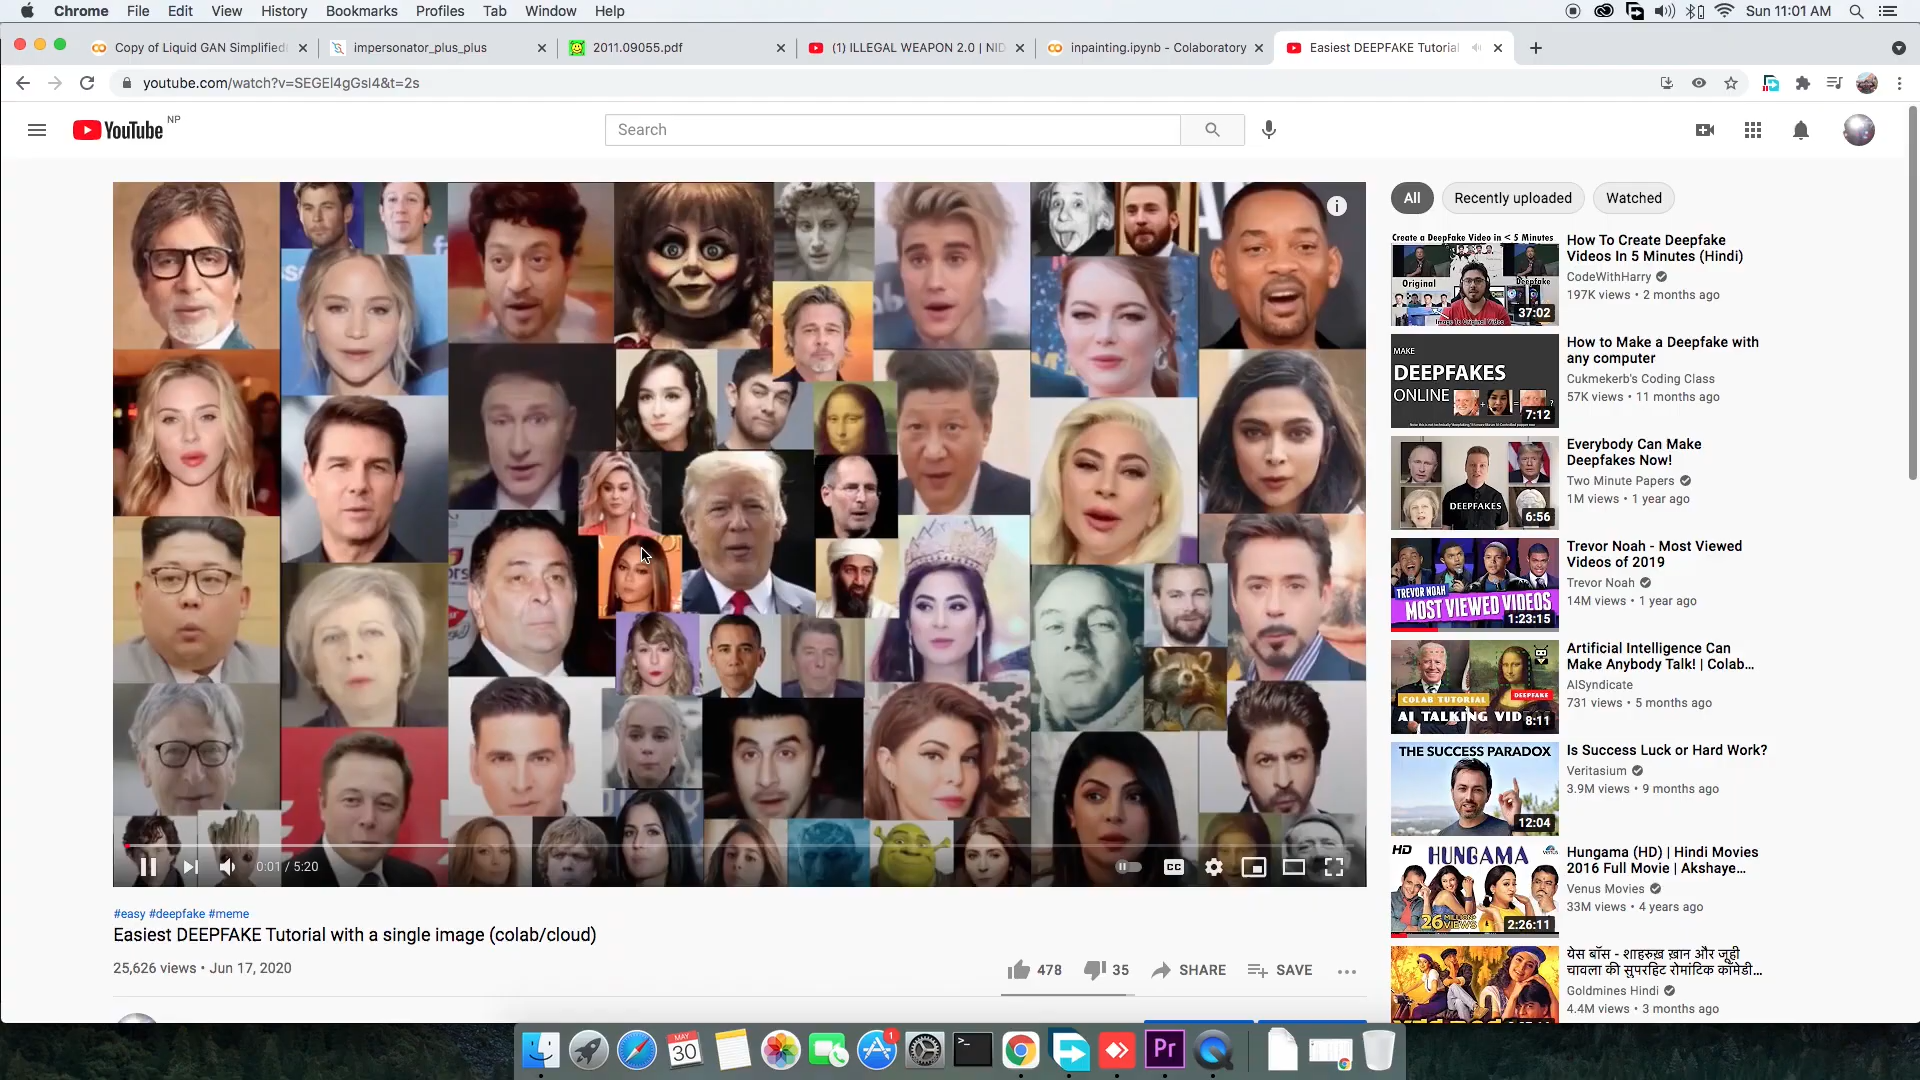 Chrome File Edit View History Bookmarks Profiles Tab Window Help
Sun 11:01 AM
Copy of Liquid GAN Simplified
impersonator_plus_plus
2011.09055.pdf
(1) ILLEGAL WEAPON 2.0 | NID
inpainting.ipynb - Colaboratory
Easiest DEEPFAKE Tutorial
youtube.com/watch?v=SEGEl4gGsI4&t=2s
YouTube NP
Search
All
Recently uploaded
Watched
Create a DeepFake Video in < 5 Minutes
Original
Deepfake
37:02
How To Create Deepfake
Videos In 5 Minutes (Hindi)
CodeWithHarry
197K views • 2 months ago
MAKE
DEEPFAKES
ONLINE
7:12
How to Make a Deepfake with
any computer
Cukmekerb's Coding Class
57K views • 11 months ago
DEEPFAKES
6:56
Everybody Can Make
Deepfakes Now!
Two Minute Papers
1M views • 1 year ago
TREVOR NOAH
MOST VIEWED VIDEOS
1:23:15
Trevor Noah - Most Viewed
Videos of 2019
Trevor Noah
14M views • 1 year ago
COLAB TUTORIAL
DEEPFAKE
AI TALKING VID
8:11
Artificial Intelligence Can
Make Anybody Talk! | Colab...
AISyndicate
731 views • 5 months ago
THE SUCCESS PARADOX
12:04
Is Success Luck or Hard Work?
Veritasium
3.9M views • 9 months ago
HD HUNGAMA
26 MILLION+
VIEWS
2:26:11
Hungama (HD) | Hindi Movies
2016 Full Movie | Akshaye...
Venus Movies
33M views • 4 years ago
येस बॉस - शाहरुख़ ख़ान और जूही
चावला की सुपरहिट रोमांटिक कॉमेडी...
Goldmines Hindi
4.4M views • 3 months ago
0:01 / 5:20
CC
#easy #deepfake #meme
Easiest DEEPFAKE Tutorial with a single image (colab/cloud)
25,626 views • Jun 17, 2020
478
35
SHARE
SAVE
MAY
30
1
Pr